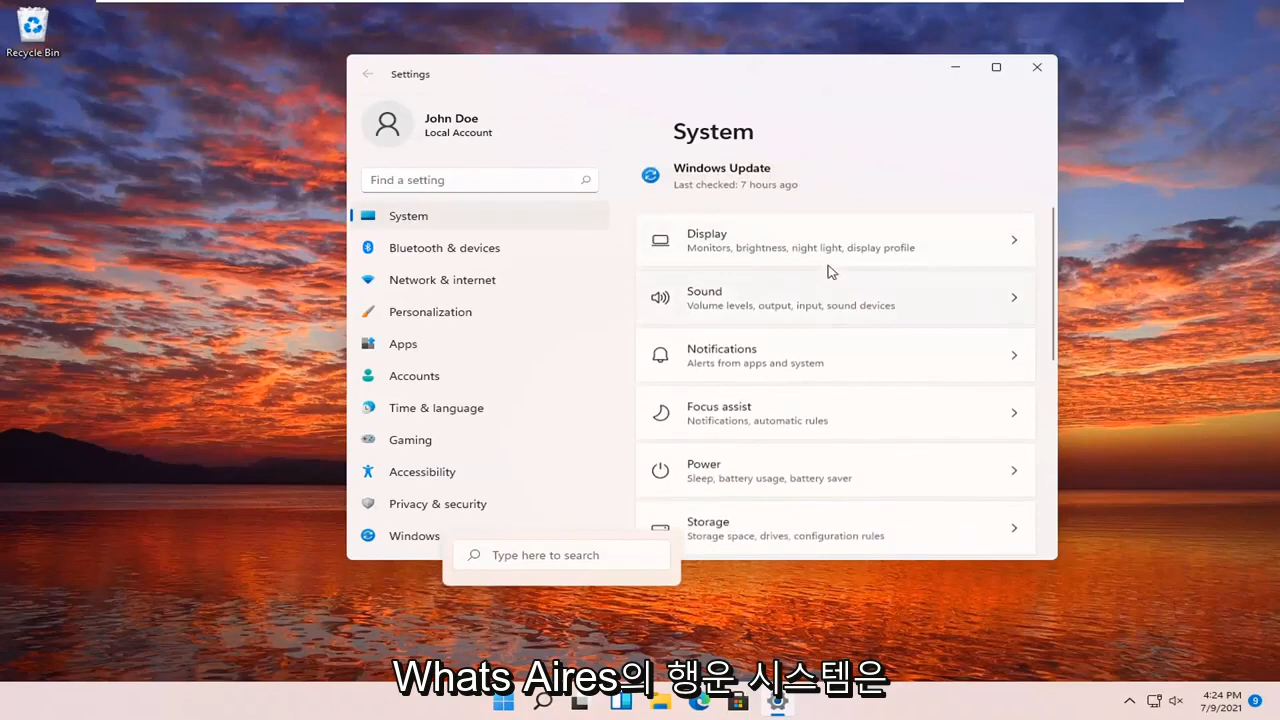 Recycle Bin
Settings
John Doe
Local Account
Find a setting
System
Bluetooth & devices
Network & internet
Personalization
Apps
Accounts
Time & language
Gaming
Accessibility
Privacy & security
Windows
System
Windows Update
Last checked: 7 hours ago
Display
Monitors, brightness, night light, display profile
Sound
Volume levels, output, input, sound devices
Notifications
Alerts from apps and system
Focus assist
Notifications, automatic rules
Power
Sleep, battery usage, battery saver
Storage
Storage space, drives, configuration rules
Type here to search
Whats Aires의 행운 시스템은
4:24 PM
7/9/2021
9